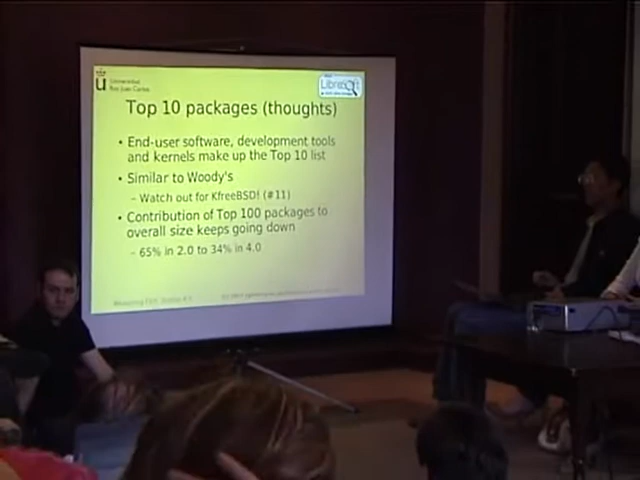 Universidad
Rey Juan Carlos
LibreSoft
Top 10 packages (thoughts)
• End-user software, development tools
and kernels make up the Top 10 list
• Similar to Woody's
– Watch out for KfreeBSD! (#11)
• Contribution of Top 100 packages to
overall size keeps going down
– 65% in 2.0 to 34% in 4.0